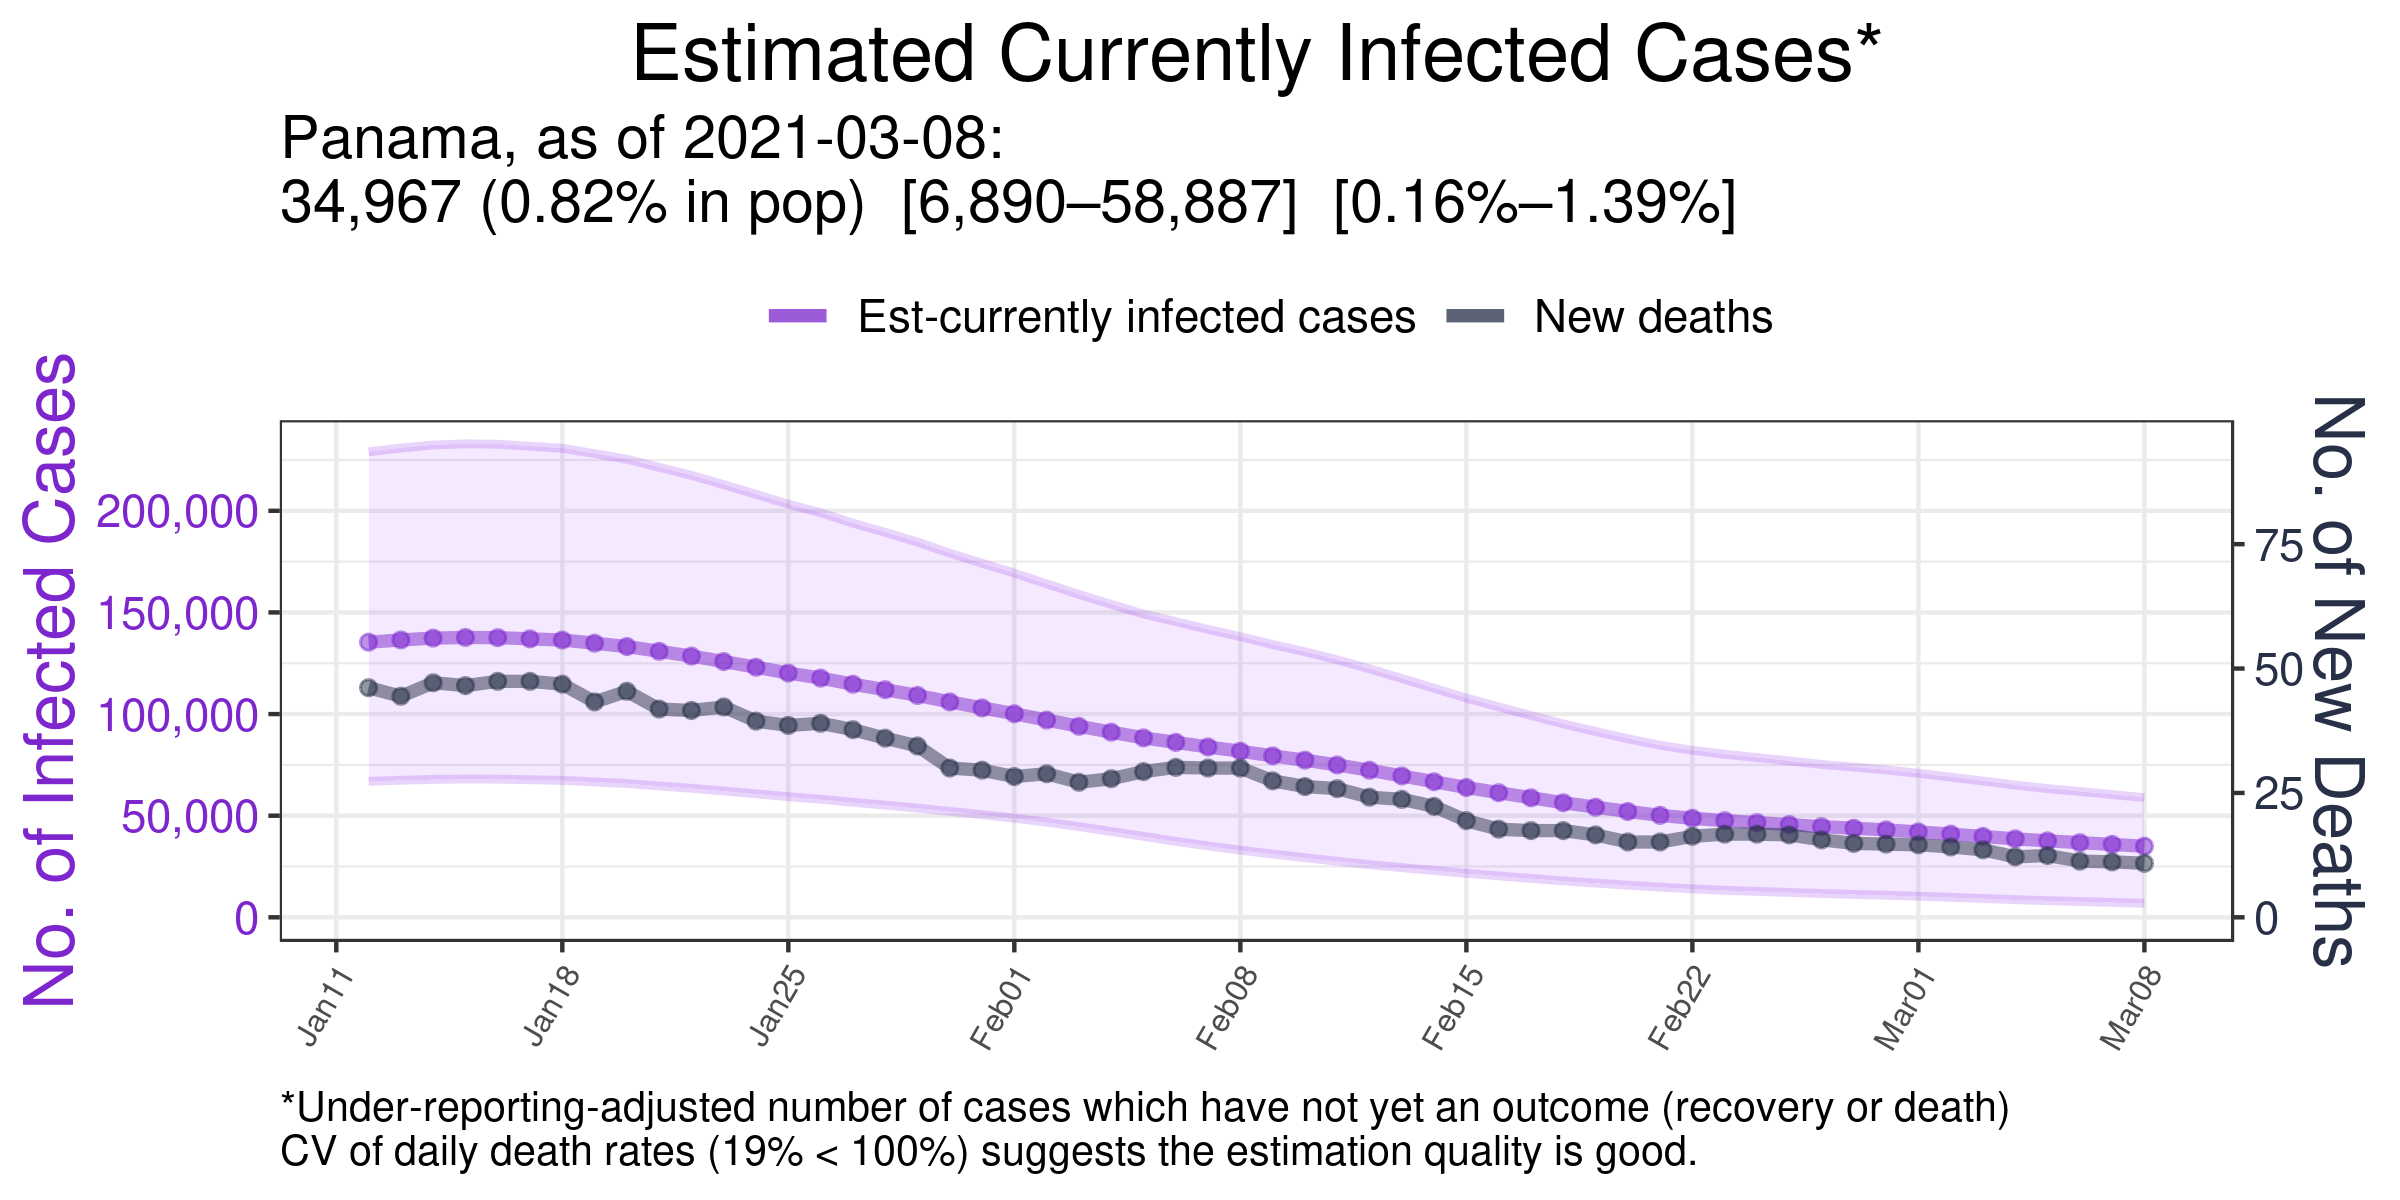 Estimated Currently Infected Cases*
Panama, as of 2021-03-08:
34,967 (0.82% in pop)  [6,890–58,887]  [0.16%–1.39%]
Est-currently infected cases
New deaths
No. of Infected Cases
200,000
150,000
100,000
50,000
0
75
50
25
0
No. of New Deaths
Jan11
Jan18
Jan25
Feb01
Feb08
Feb15
Feb22
Mar01
Mar08
*Under-reporting-adjusted number of cases which have not yet an outcome (recovery or death)
CV of daily death rates (19% < 100%) suggests the estimation quality is good.